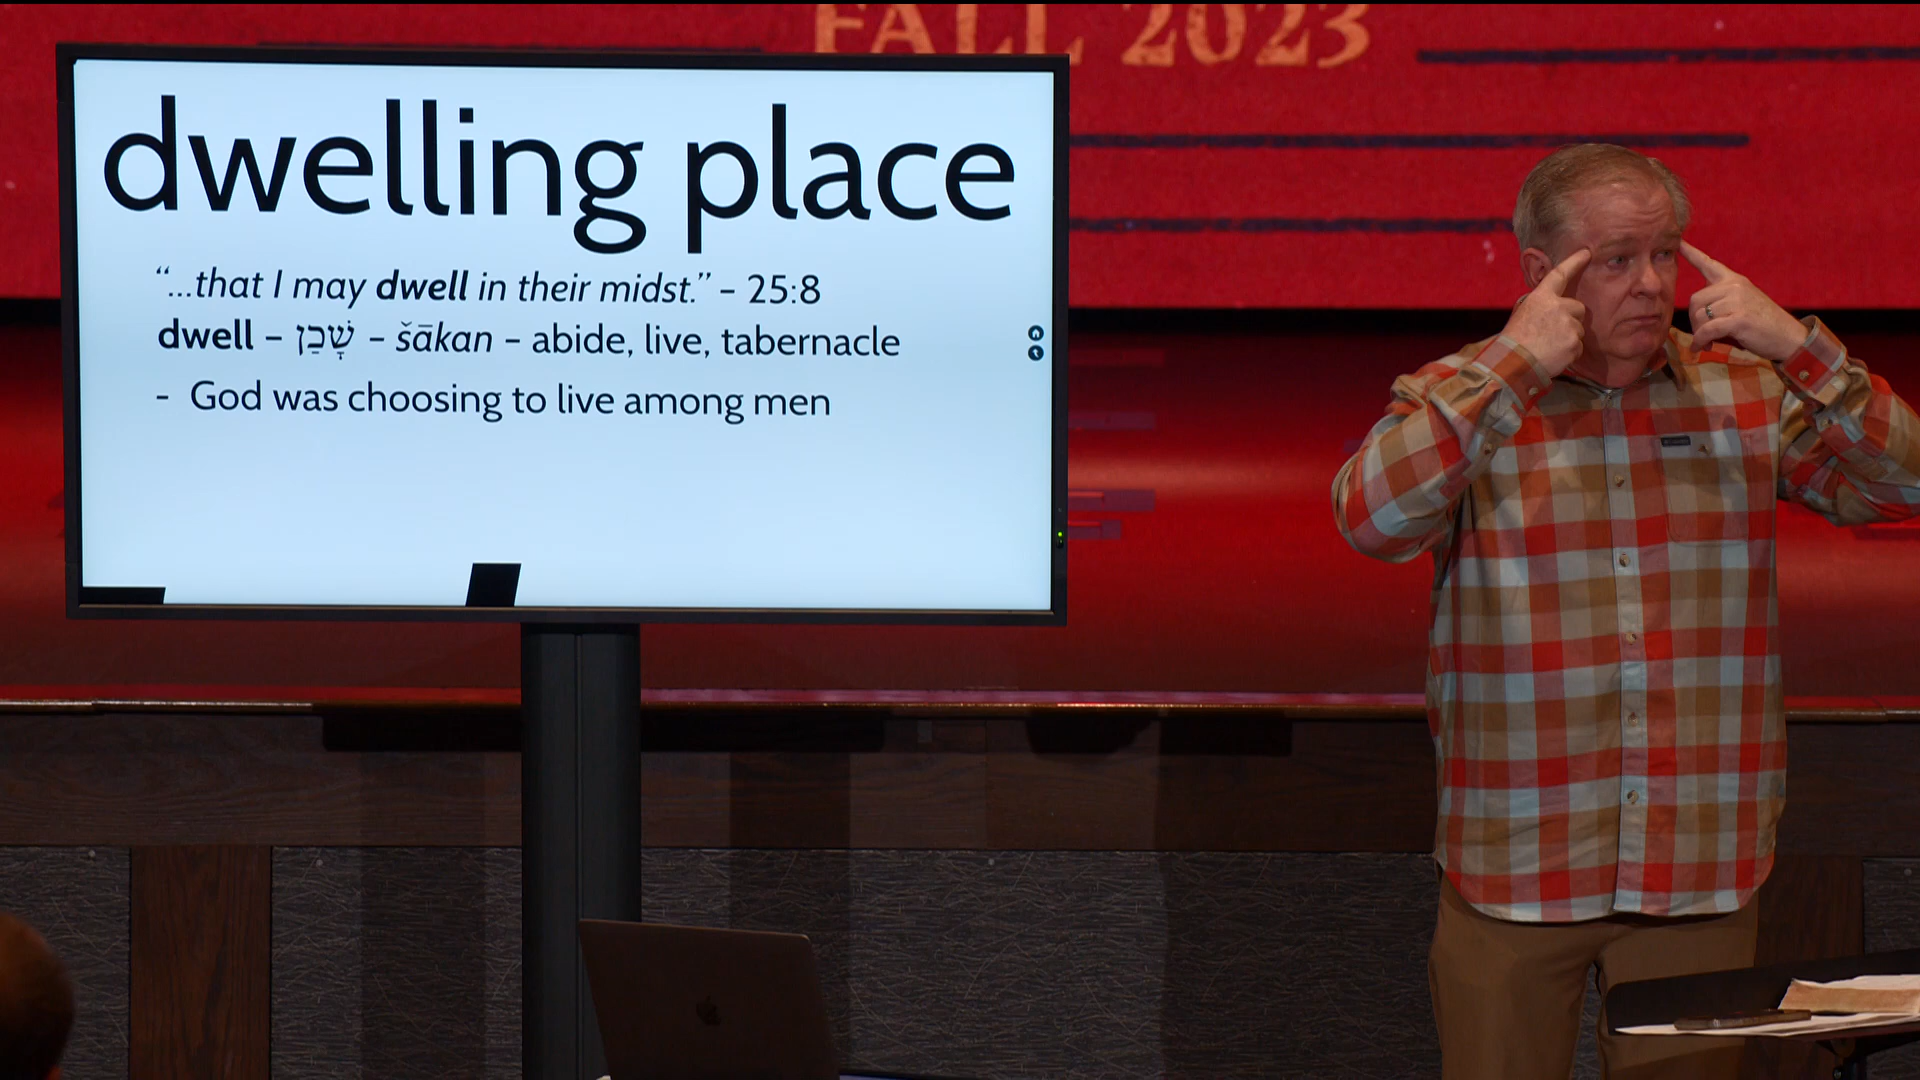 FALL 2023
dwelling place
“...that I may dwell in their midst.” – 25:8
dwell – שָׁכַן – šākan – abide, live, tabernacle
- God was choosing to live among men